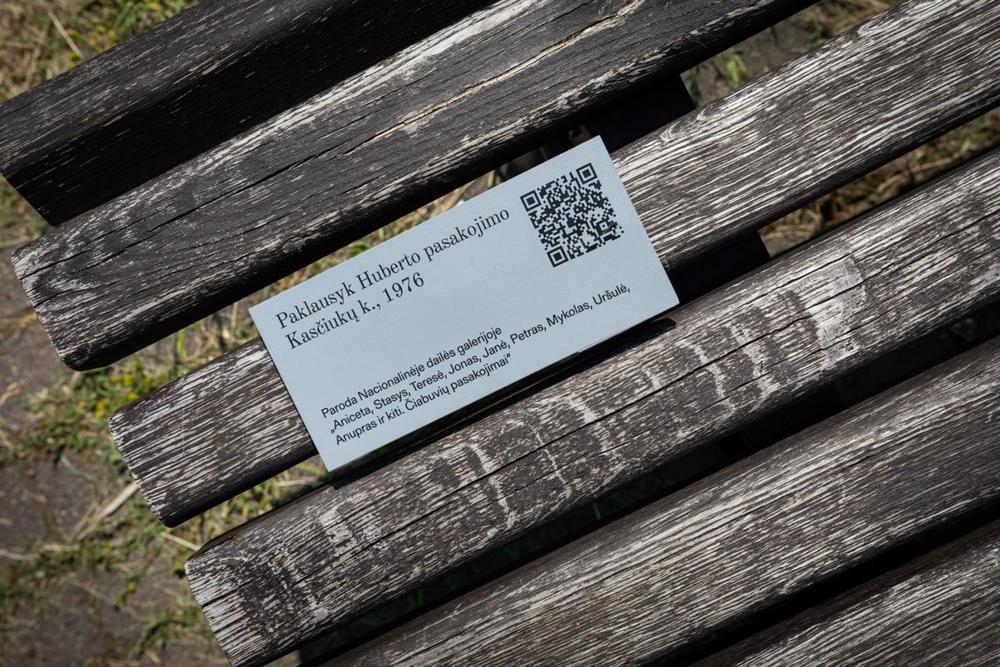 Paklausyk Huberto pasakojimo
Kasčiukų k., 1976
Paroda Nacionalinėje dailės galerijoje
„Aniceta, Stasys, Teresė, Jonas, Janė, Petras, Mykolas, Uršulė,
Anupras ir kiti. Čiabuvių pasakojimai“